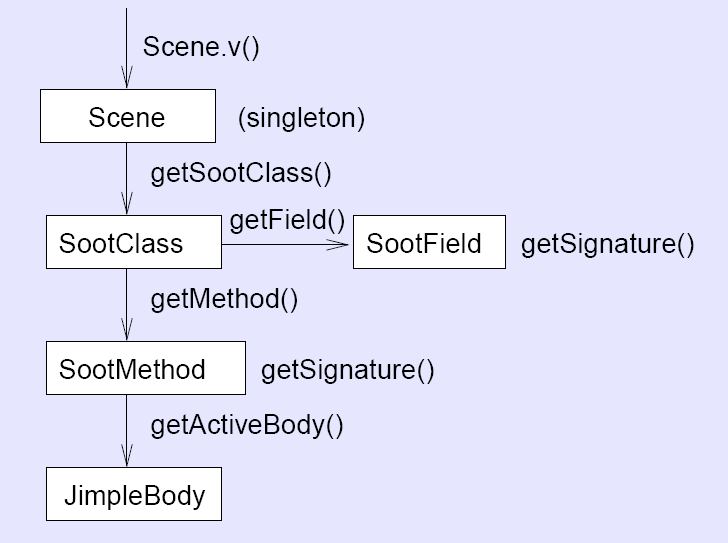 Scene.v()
Scene
(singleton)
getSootClass()
getField()
SootClass
SootField
getSignature()
getMethod()
SootMethod
getSignature()
getActiveBody()
JimpleBody